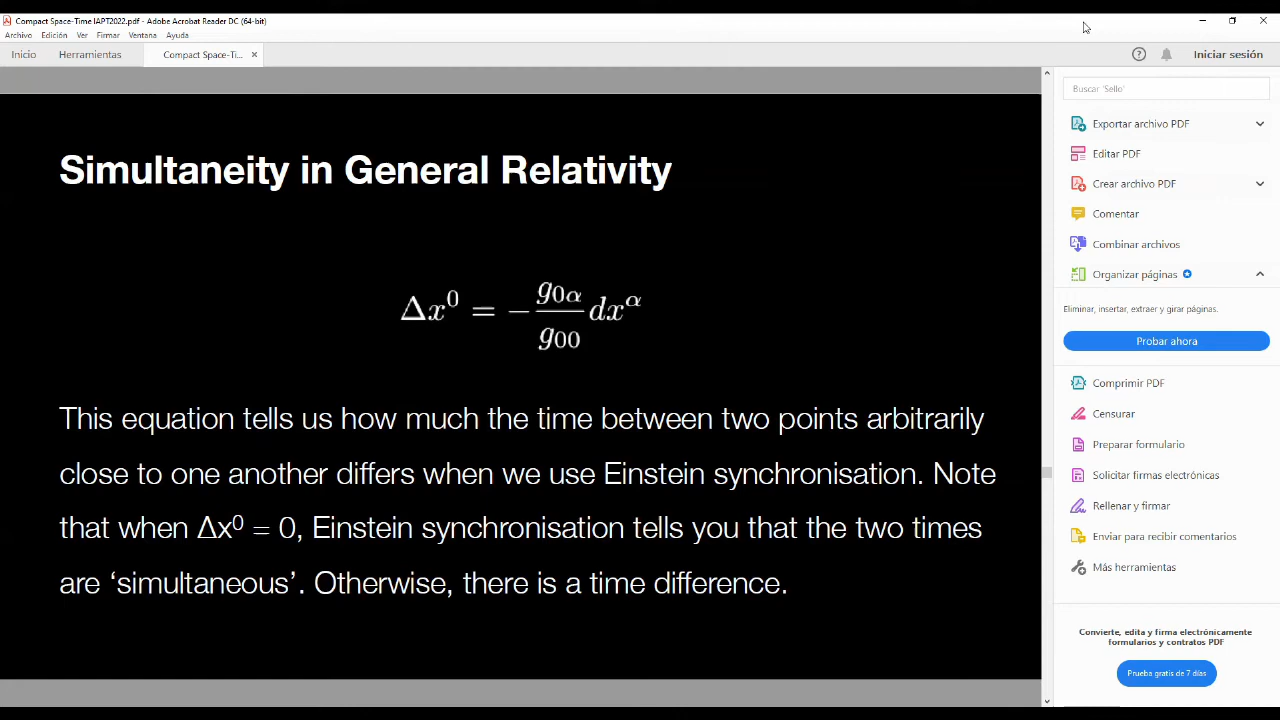 Compact Space-Time IAPT2022.pdf - Adobe Acrobat Reader DC (64-bit)
Archivo Edición Ver Firmar Ventana Ayuda
Inicio Herramientas Compact Space-Ti... × ? Iniciar sesión
Buscar 'Sello'
Exportar archivo PDF
Editar PDF
Crear archivo PDF
Comentar
Combinar archivos
Organizar páginas
Eliminar, insertar, extraer y girar páginas.
Probar ahora
Comprimir PDF
Censurar
Preparar formulario
Solicitar firmas electrónicas
Rellenar y firmar
Enviar para recibir comentarios
Más herramientas
Convierte, edita y firma electrónicamente
formularios y contratos PDF
Prueba gratis de 7 días
Simultaneity in General Relativity
Δx⁰ = − g₀α/g₀₀ dxᵅ
This equation tells us how much the time between two points arbitrarily
close to one another differs when we use Einstein synchronisation. Note
that when Δx⁰ = 0, Einstein synchronisation tells you that the two times
are ‘simultaneous’. Otherwise, there is a time difference.